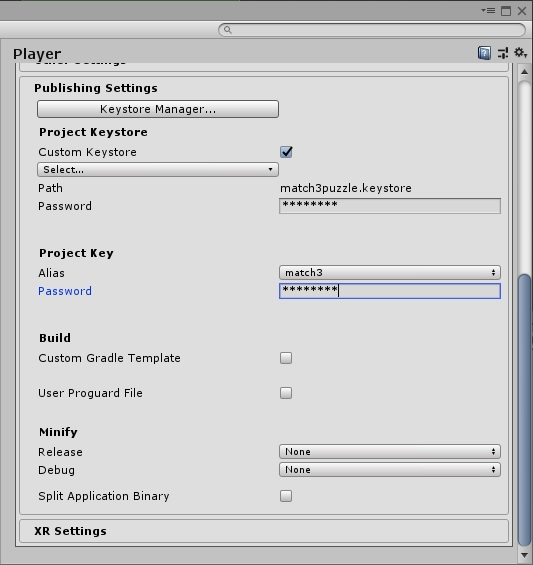 Player
Publishing Settings
Keystore Manager...
Project Keystore
Custom Keystore
Select...
Path match3puzzle.keystore
Password ********
Project Key
Alias match3
Password ********
Build
Custom Gradle Template
User Proguard File
Minify
Release None
Debug None
Split Application Binary
XR Settings